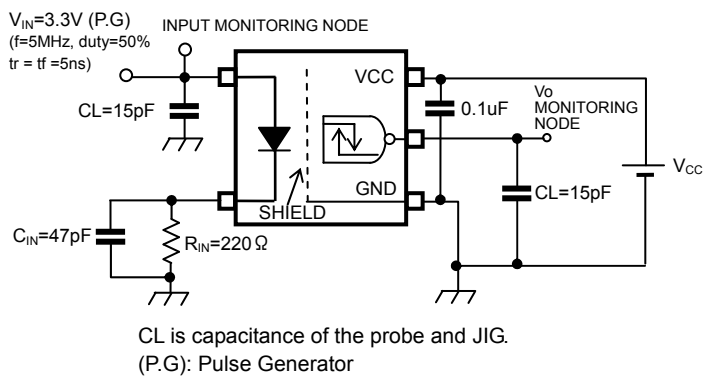 V_IN=3.3V (P.G)
(f=5MHz, duty=50%
tr = tf =5ns)
INPUT MONITORING NODE
CL=15pF
VCC
GND
SHIELD
0.1uF
Vo
MONITORING
NODE
CL=15pF
V_CC
C_IN=47pF
R_IN=220 Ω
CL is capacitance of the probe and JIG.
(P.G): Pulse Generator